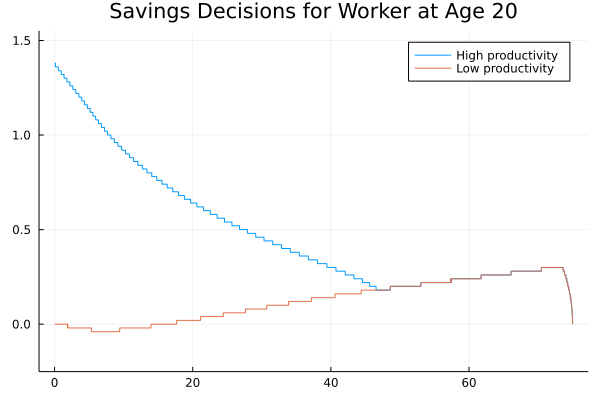 Savings Decisions for Worker at Age 20
1.5
High productivity
Low productivity
1.0
0.5
0.0
0 20 40 60